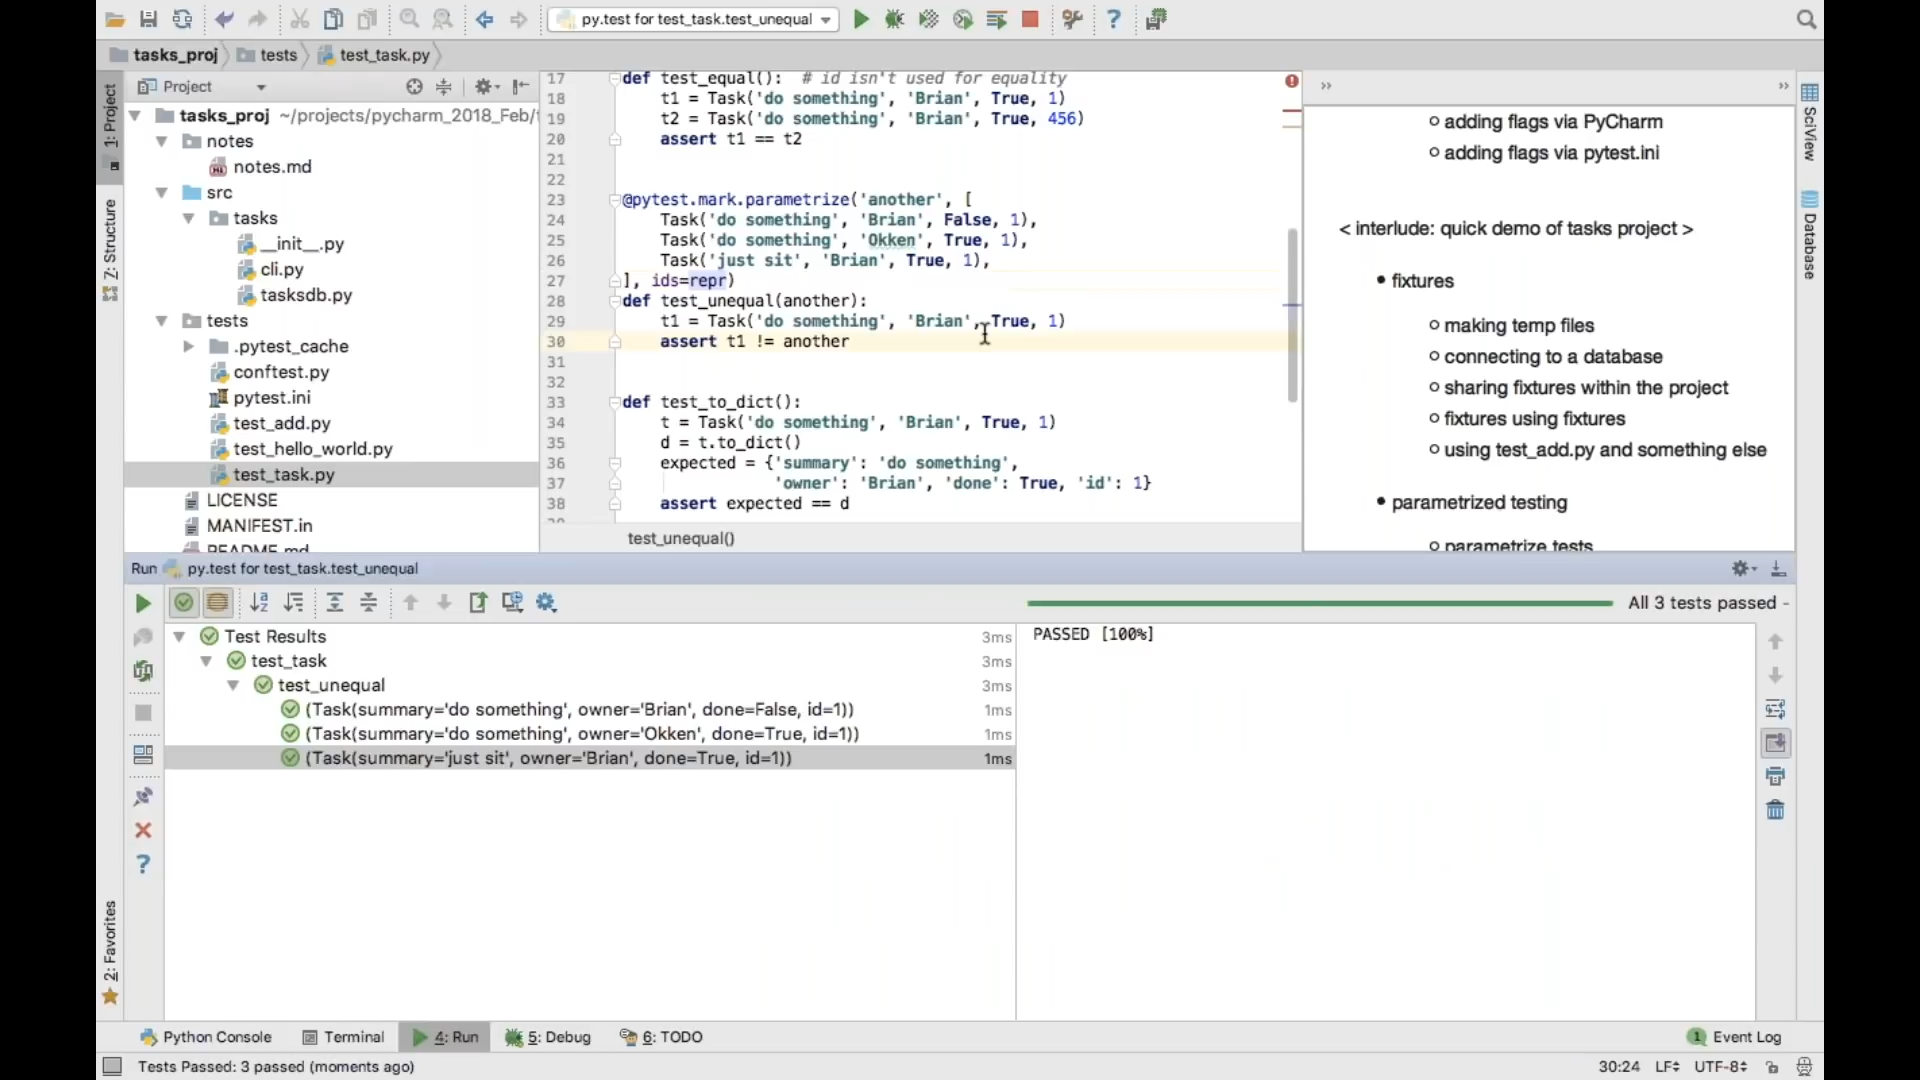 py.test for test_task.test_unequal
tasks_proj tests test_task.py
1: Project
Z: Structure
2: Favorites
Project
tasks_proj ~/projects/pycharm_2018_Feb/
notes
notes.md
src
tasks
__init__.py
cli.py
tasksdb.py
tests
.pytest_cache
conftest.py
pytest.ini
test_add.py
test_hello_world.py
test_task.py
LICENSE
MANIFEST.in
README.md
17 def test_equal():  # id isn't used for equality
18 t1 = Task('do something', 'Brian', True, 1)
19 t2 = Task('do something', 'Brian', True, 456)
20 assert t1 == t2
21
22
23 @pytest.mark.parametrize('another', [
24 Task('do something', 'Brian', False, 1),
25 Task('do something', 'Okken', True, 1),
26 Task('just sit', 'Brian', True, 1),
27 ], ids=repr)
28 def test_unequal(another):
29 t1 = Task('do something', 'Brian', True, 1)
30 assert t1 != another
31
32
33 def test_to_dict():
34 t = Task('do something', 'Brian', True, 1)
35 d = t.to_dict()
36 expected = {'summary': 'do something',
37 'owner': 'Brian', 'done': True, 'id': 1}
38 assert expected == d
test_unequal()
adding flags via PyCharm
adding flags via pytest.ini
< interlude: quick demo of tasks project >
fixtures
making temp files
connecting to a database
sharing fixtures within the project
fixtures using fixtures
using test_add.py and something else
parametrized testing
parametrize tests
SciView
Database
Run py.test for test_task.test_unequal
All 3 tests passed -
Test Results 3ms
test_task 3ms
test_unequal 3ms
(Task(summary='do something', owner='Brian', done=False, id=1)) 1ms
(Task(summary='do something', owner='Okken', done=True, id=1)) 1ms
(Task(summary='just sit', owner='Brian', done=True, id=1)) 1ms
PASSED [100%]
Python Console Terminal 4: Run 5: Debug 6: TODO 1 Event Log
Tests Passed: 3 passed (moments ago) 30:24 LF UTF-8